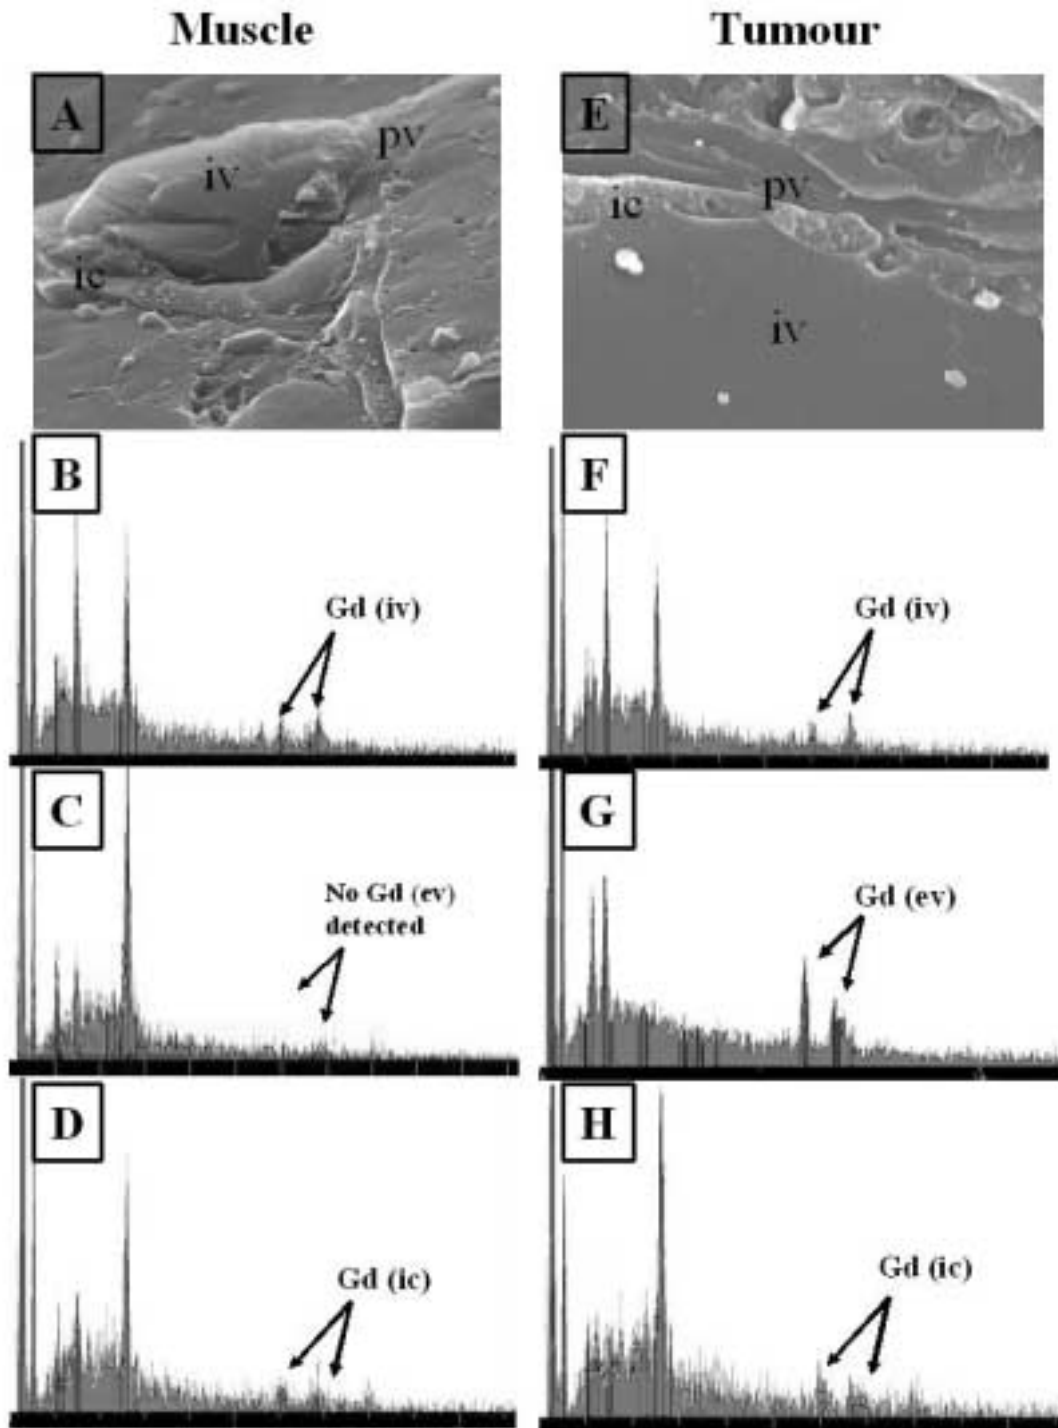 Muscle
Tumour
A
iv
pv
ic
E
ic
pv
iv
B
Gd (iv)
F
Gd (iv)
C
No Gd (ev)
detected
G
Gd (ev)
D
Gd (ic)
H
Gd (ic)